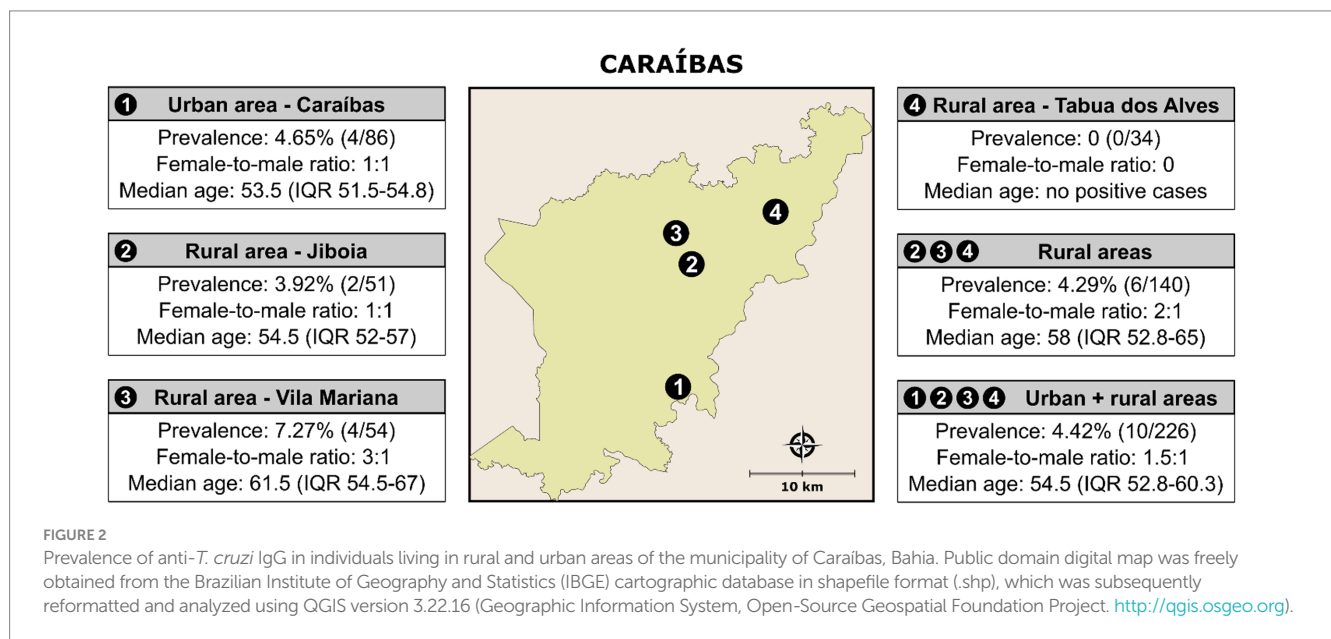 CARAÍBAS
1 Urban area - Caraíbas
Prevalence: 4.65% (4/86)
Female-to-male ratio: 1:1
Median age: 53.5 (IQR 51.5-54.8)
2 Rural area - Jiboia
Prevalence: 3.92% (2/51)
Female-to-male ratio: 1:1
Median age: 54.5 (IQR 52-57)
3 Rural area - Vila Mariana
Prevalence: 7.27% (4/54)
Female-to-male ratio: 3:1
Median age: 61.5 (IQR 54.5-67)
4
3
2
1
10 km
4 Rural area - Tabua dos Alves
Prevalence: 0 (0/34)
Female-to-male ratio: 0
Median age: no positive cases
2 3 4 Rural areas
Prevalence: 4.29% (6/140)
Female-to-male ratio: 2:1
Median age: 58 (IQR 52.8-65)
1 2 3 4 Urban + rural areas
Prevalence: 4.42% (10/226)
Female-to-male ratio: 1.5:1
Median age: 54.5 (IQR 52.8-60.3)
FIGURE 2
Prevalence of anti-T. cruzi IgG in individuals living in rural and urban areas of the municipality of Caraíbas, Bahia. Public domain digital map was freely
obtained from the Brazilian Institute of Geography and Statistics (IBGE) cartographic database in shapefile format (.shp), which was subsequently
reformatted and analyzed using QGIS version 3.22.16 (Geographic Information System, Open-Source Geospatial Foundation Project. http://qgis.osgeo.org).